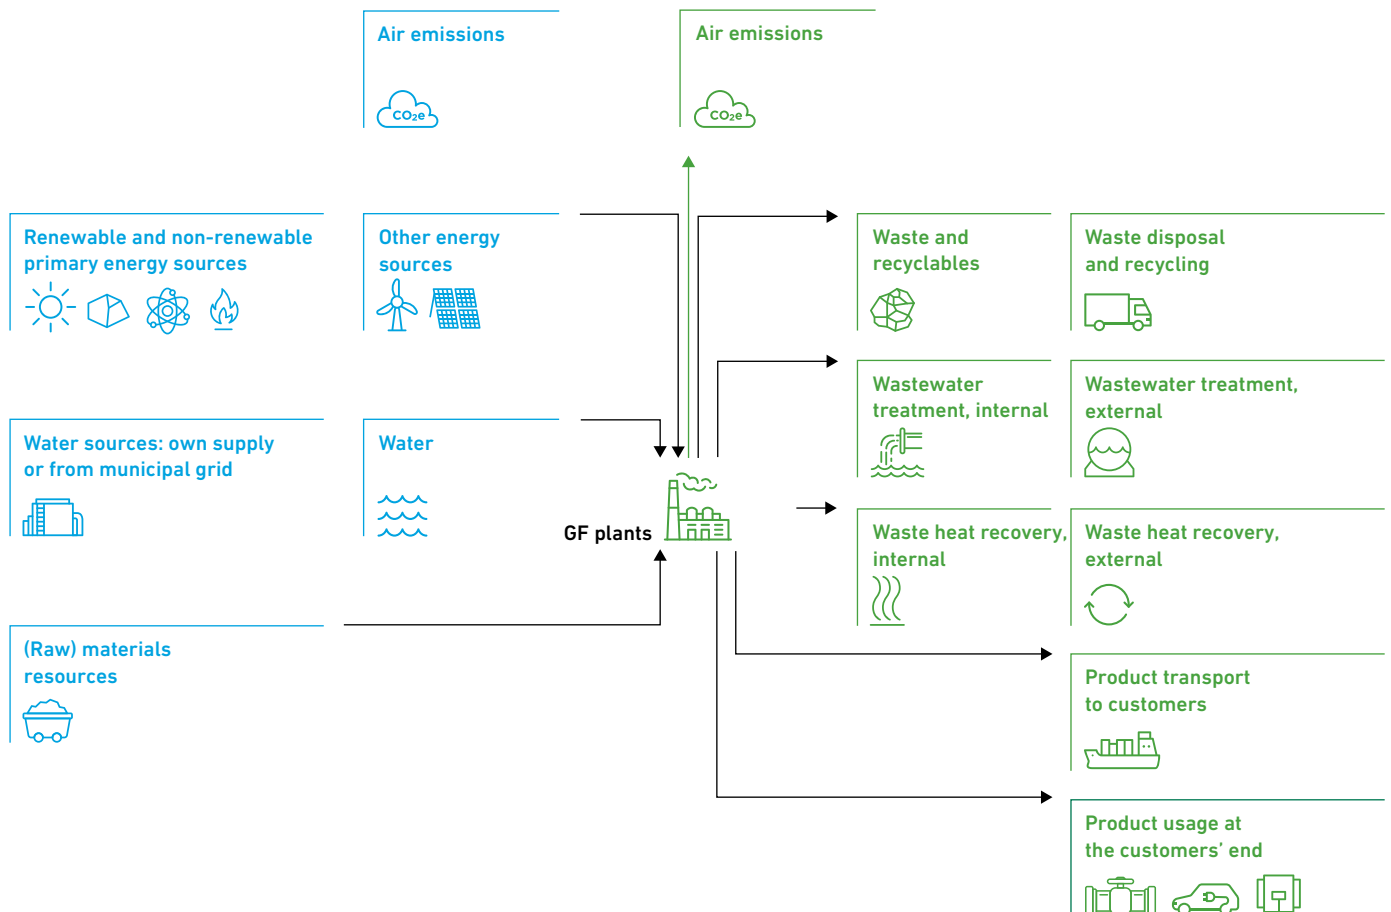 Air emissions
CO₂e
Air emissions
CO₂e
Renewable and non-renewable
primary energy sources
Other energy
sources
Waste and
recyclables
Waste disposal
and recycling
Wastewater
treatment, internal
Wastewater treatment,
external
Water sources: own supply
or from municipal grid
Water
GF plants
Waste heat recovery,
internal
Waste heat recovery,
external
(Raw) materials
resources
Product transport
to customers
Product usage at
the customers’ end